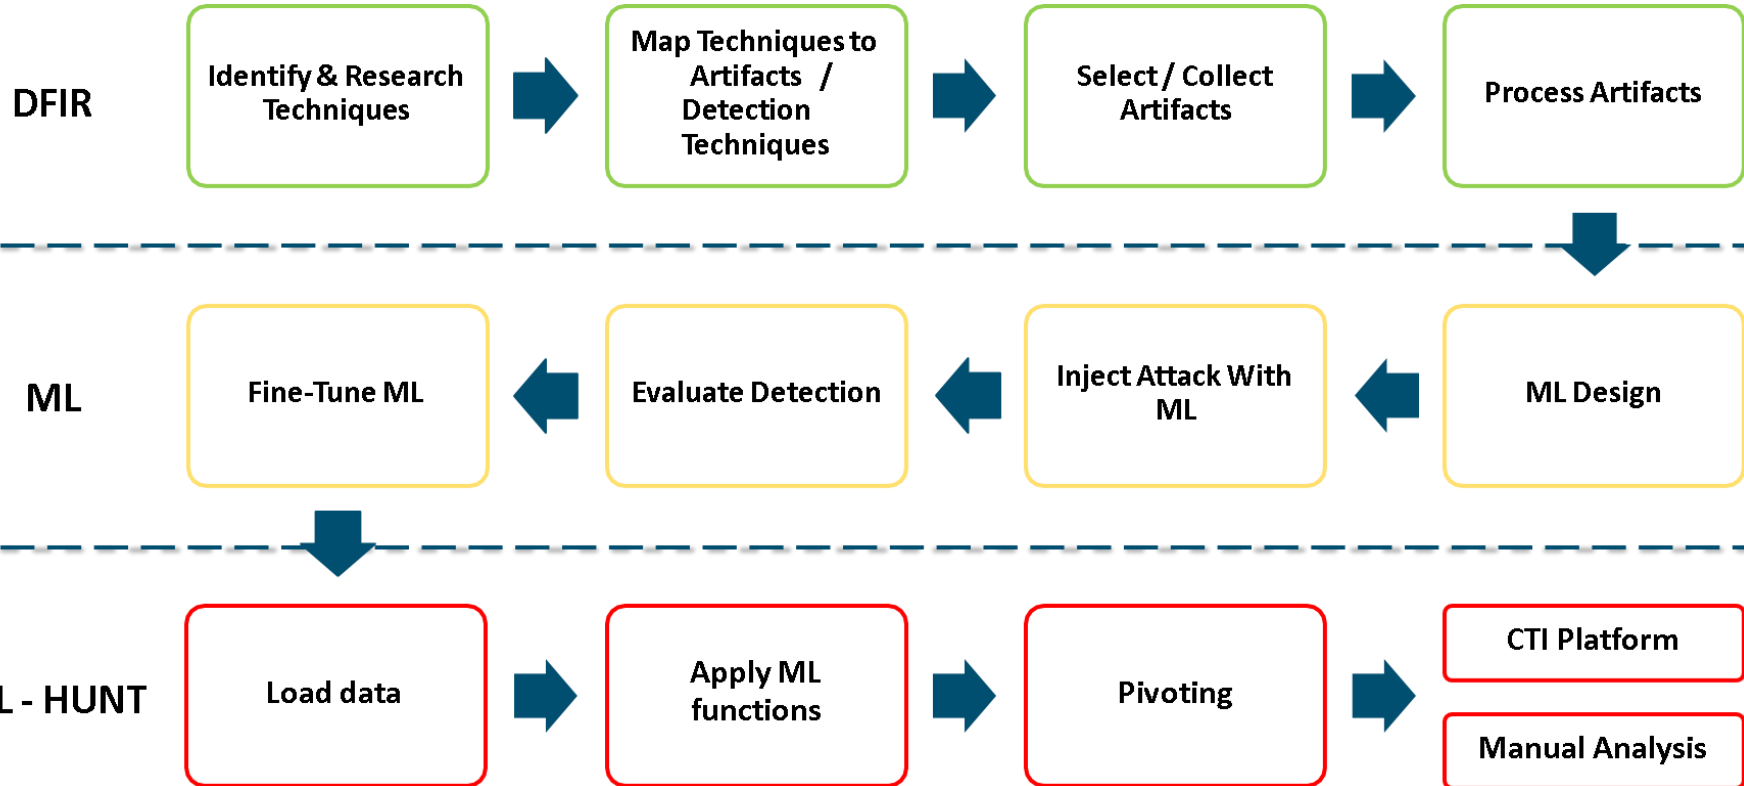 DFIR
Identify & Research
Techniques
Map Techniques to
Artifacts /
Detection
Techniques
Select / Collect
Artifacts
Process Artifacts
ML
Fine-Tune ML
Evaluate Detection
Inject Attack With
ML
ML Design
L - HUNT
Load data
Apply ML
functions
Pivoting
CTI Platform
Manual Analysis